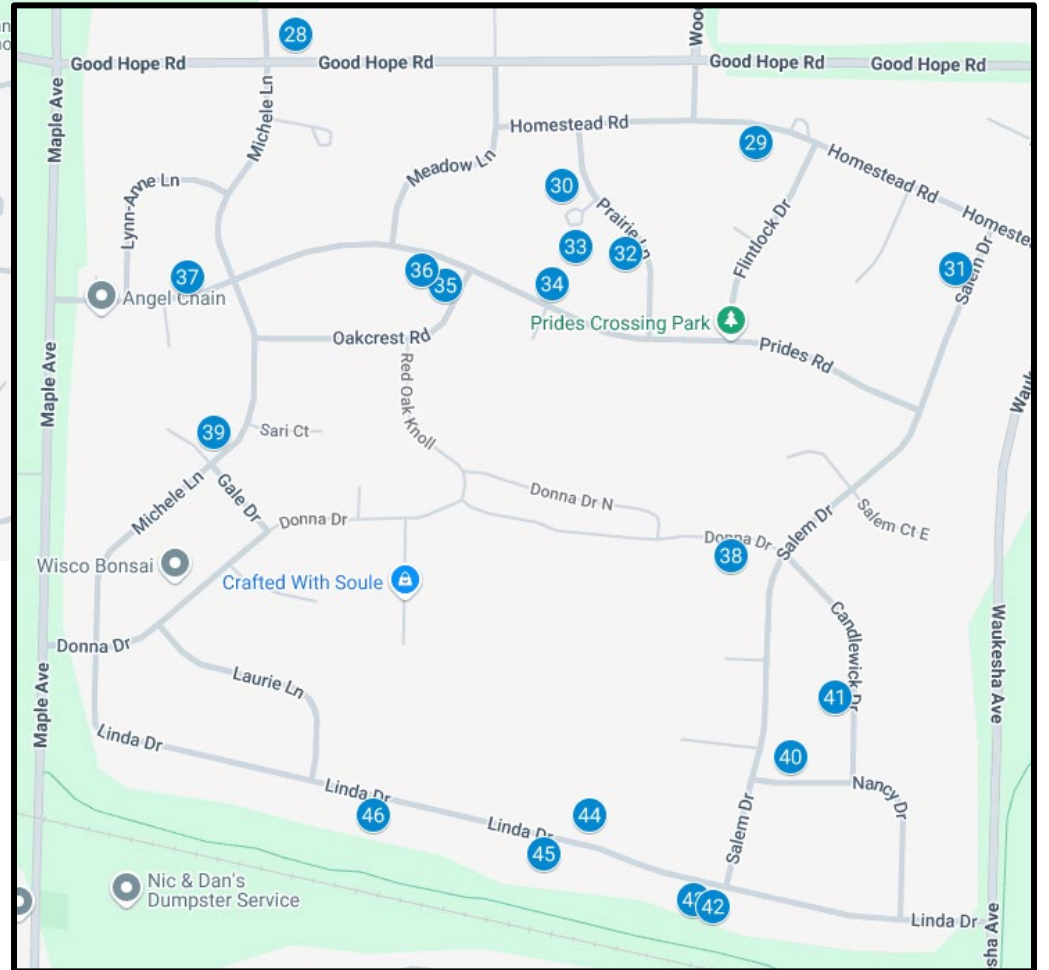 28
Good Hope Rd
Good Hope Rd
Good Hope Rd
Good Hope Rd
Maple Ave
Michele Ln
Homestead Rd
29
Homestead Rd
Meadow Ln
Lynn-Anne Ln
30
Prairie Ln
Flintlock Dr
33
32
31
Salem Dr
37
36
35
34
Angel Chain
Prides Crossing Park
Oakcrest Rd
Prides Rd
Maple Ave
Red Oak Knoll
39
Sari Ct
Michele Ln
Gale Dr
Donna Dr
Donna Dr N
Salem Dr
Salem Ct E
Donna Dr
38
Wisco Bonsai
Crafted With Soule
Candlewick Dr
Waukesha Ave
Donna Dr
Laurie Ln
41
Maple Ave
Linda Dr
40
Nancy Dr
Linda Dr
46
44
Linda Dr
45
Salem Dr
Nic & Dan's
Dumpster Service
42
Linda Dr